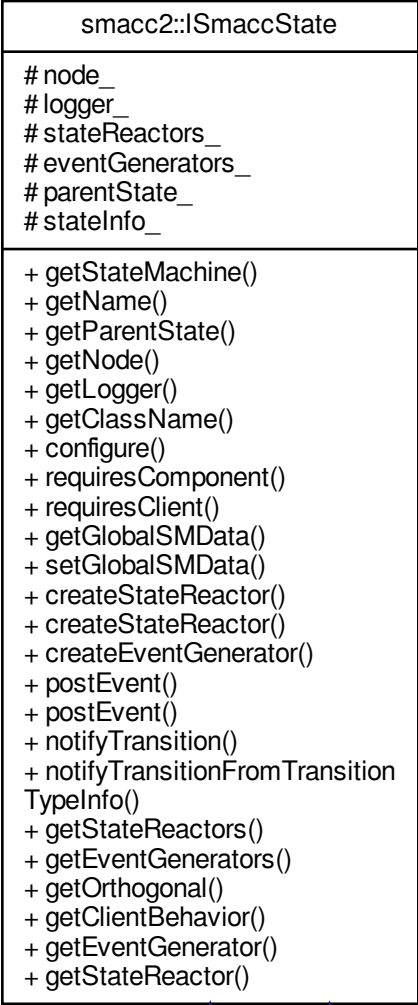 smacc2::ISmaccState
# node_
# logger_
# stateReactors_
# eventGenerators_
# parentState_
# stateInfo_
+ getStateMachine()
+ getName()
+ getParentState()
+ getNode()
+ getLogger()
+ getClassName()
+ configure()
+ requiresComponent()
+ requiresClient()
+ getGlobalSMData()
+ setGlobalSMData()
+ createStateReactor()
+ createStateReactor()
+ createEventGenerator()
+ postEvent()
+ postEvent()
+ notifyTransition()
+ notifyTransitionFromTransition
TypeInfo()
+ getStateReactors()
+ getEventGenerators()
+ getOrthogonal()
+ getClientBehavior()
+ getEventGenerator()
+ getStateReactor()